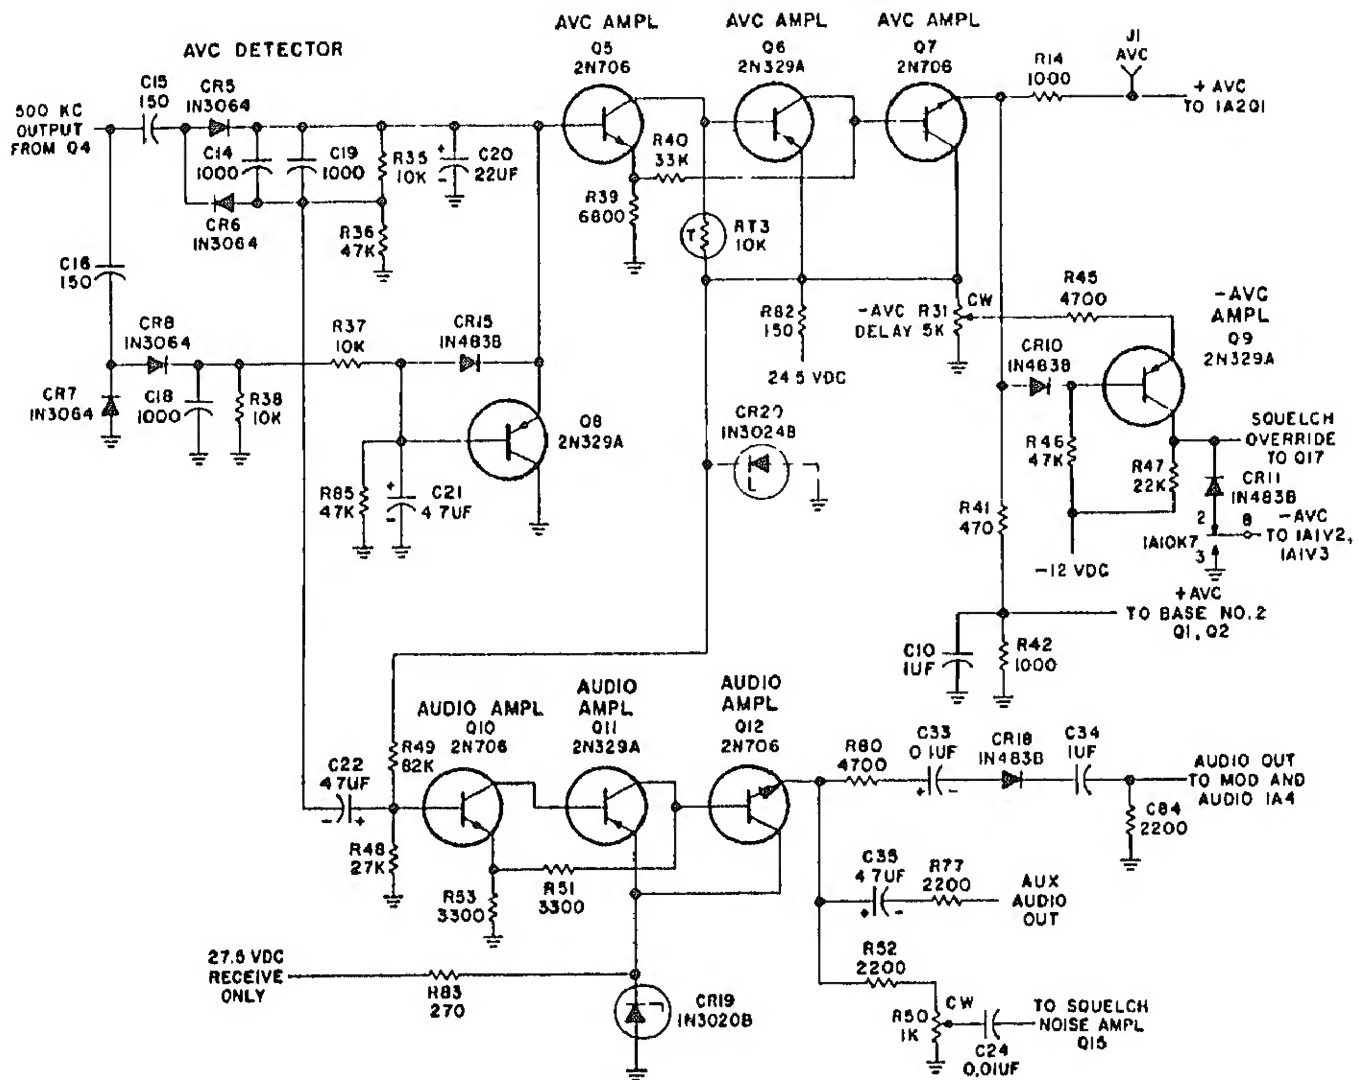 AVC AMPL
Q5
2N706
AVC AMPL
Q6
2N329A
AVC AMPL
Q7
2N706
J1
AVC
AVC DETECTOR
R14
1000
+ AVC
TO 1A2Q1
C15
150
CR5
1N3064
500 KC
OUTPUT
FROM Q4
C14
1000
C19
1000
R35
10K
C20
22UF
+
-
R40
33K
R39
6800
CR6
1N3064
R36
47K
T
RT3
10K
C16
150
R82
150
24 5 VDC
-AVC R31
DELAY 5K
CW
R45
4700
-AVC
AMPL
Q9
2N329A
CR8
1N3064
R37
10K
CR15
1N483B
CR10
1N483B
CR7
1N3064
C18
1000
R38
10K
Q8
2N329A
CR20
1N3024B
SQUELCH
OVERRIDE
TO Q17
R46
47K
R47
22K
CR11
1N483B
R85
47K
+
-
C21
4 7UF
R41
470
2
8
-AVC
TO 1A1V2,
1A1V3
1A10K7
3
-12 VDC
+AVC
TO BASE NO.2
Q1, Q2
C10
1UF
R42
1000
AUDIO AMPL
Q10
2N706
AUDIO
AMPL
Q11
2N329A
AUDIO
AMPL
Q12
2N706
C22
47UF
-
+
R49
82K
R80
4700
C33
0 1UF
+
-
CR18
1N483B
C34
1UF
AUDIO OUT
TO MOD AND
AUDIO 1A4
C84
2200
R48
27K
R53
3300
R51
3300
C35
4 7UF
+
-
R77
2200
AUX
AUDIO
OUT
27.5 VDC
RECEIVE
ONLY
R83
270
CR19
1N3020B
R52
2200
R50
1K
CW
C24
0,01UF
TO SQUELCH
NOISE AMPL
Q15